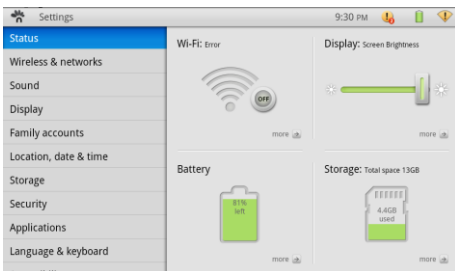 Settings
9:30 PM
Status
Wireless & networks
Sound
Display
Family accounts
Location, date & time
Storage
Security
Applications
Language & keyboard
Wi-Fi: Error
OFF
more
Display: Screen Brightness
more
Battery
81%
left
more
Storage: Total space 13GB
4.4GB
used
more